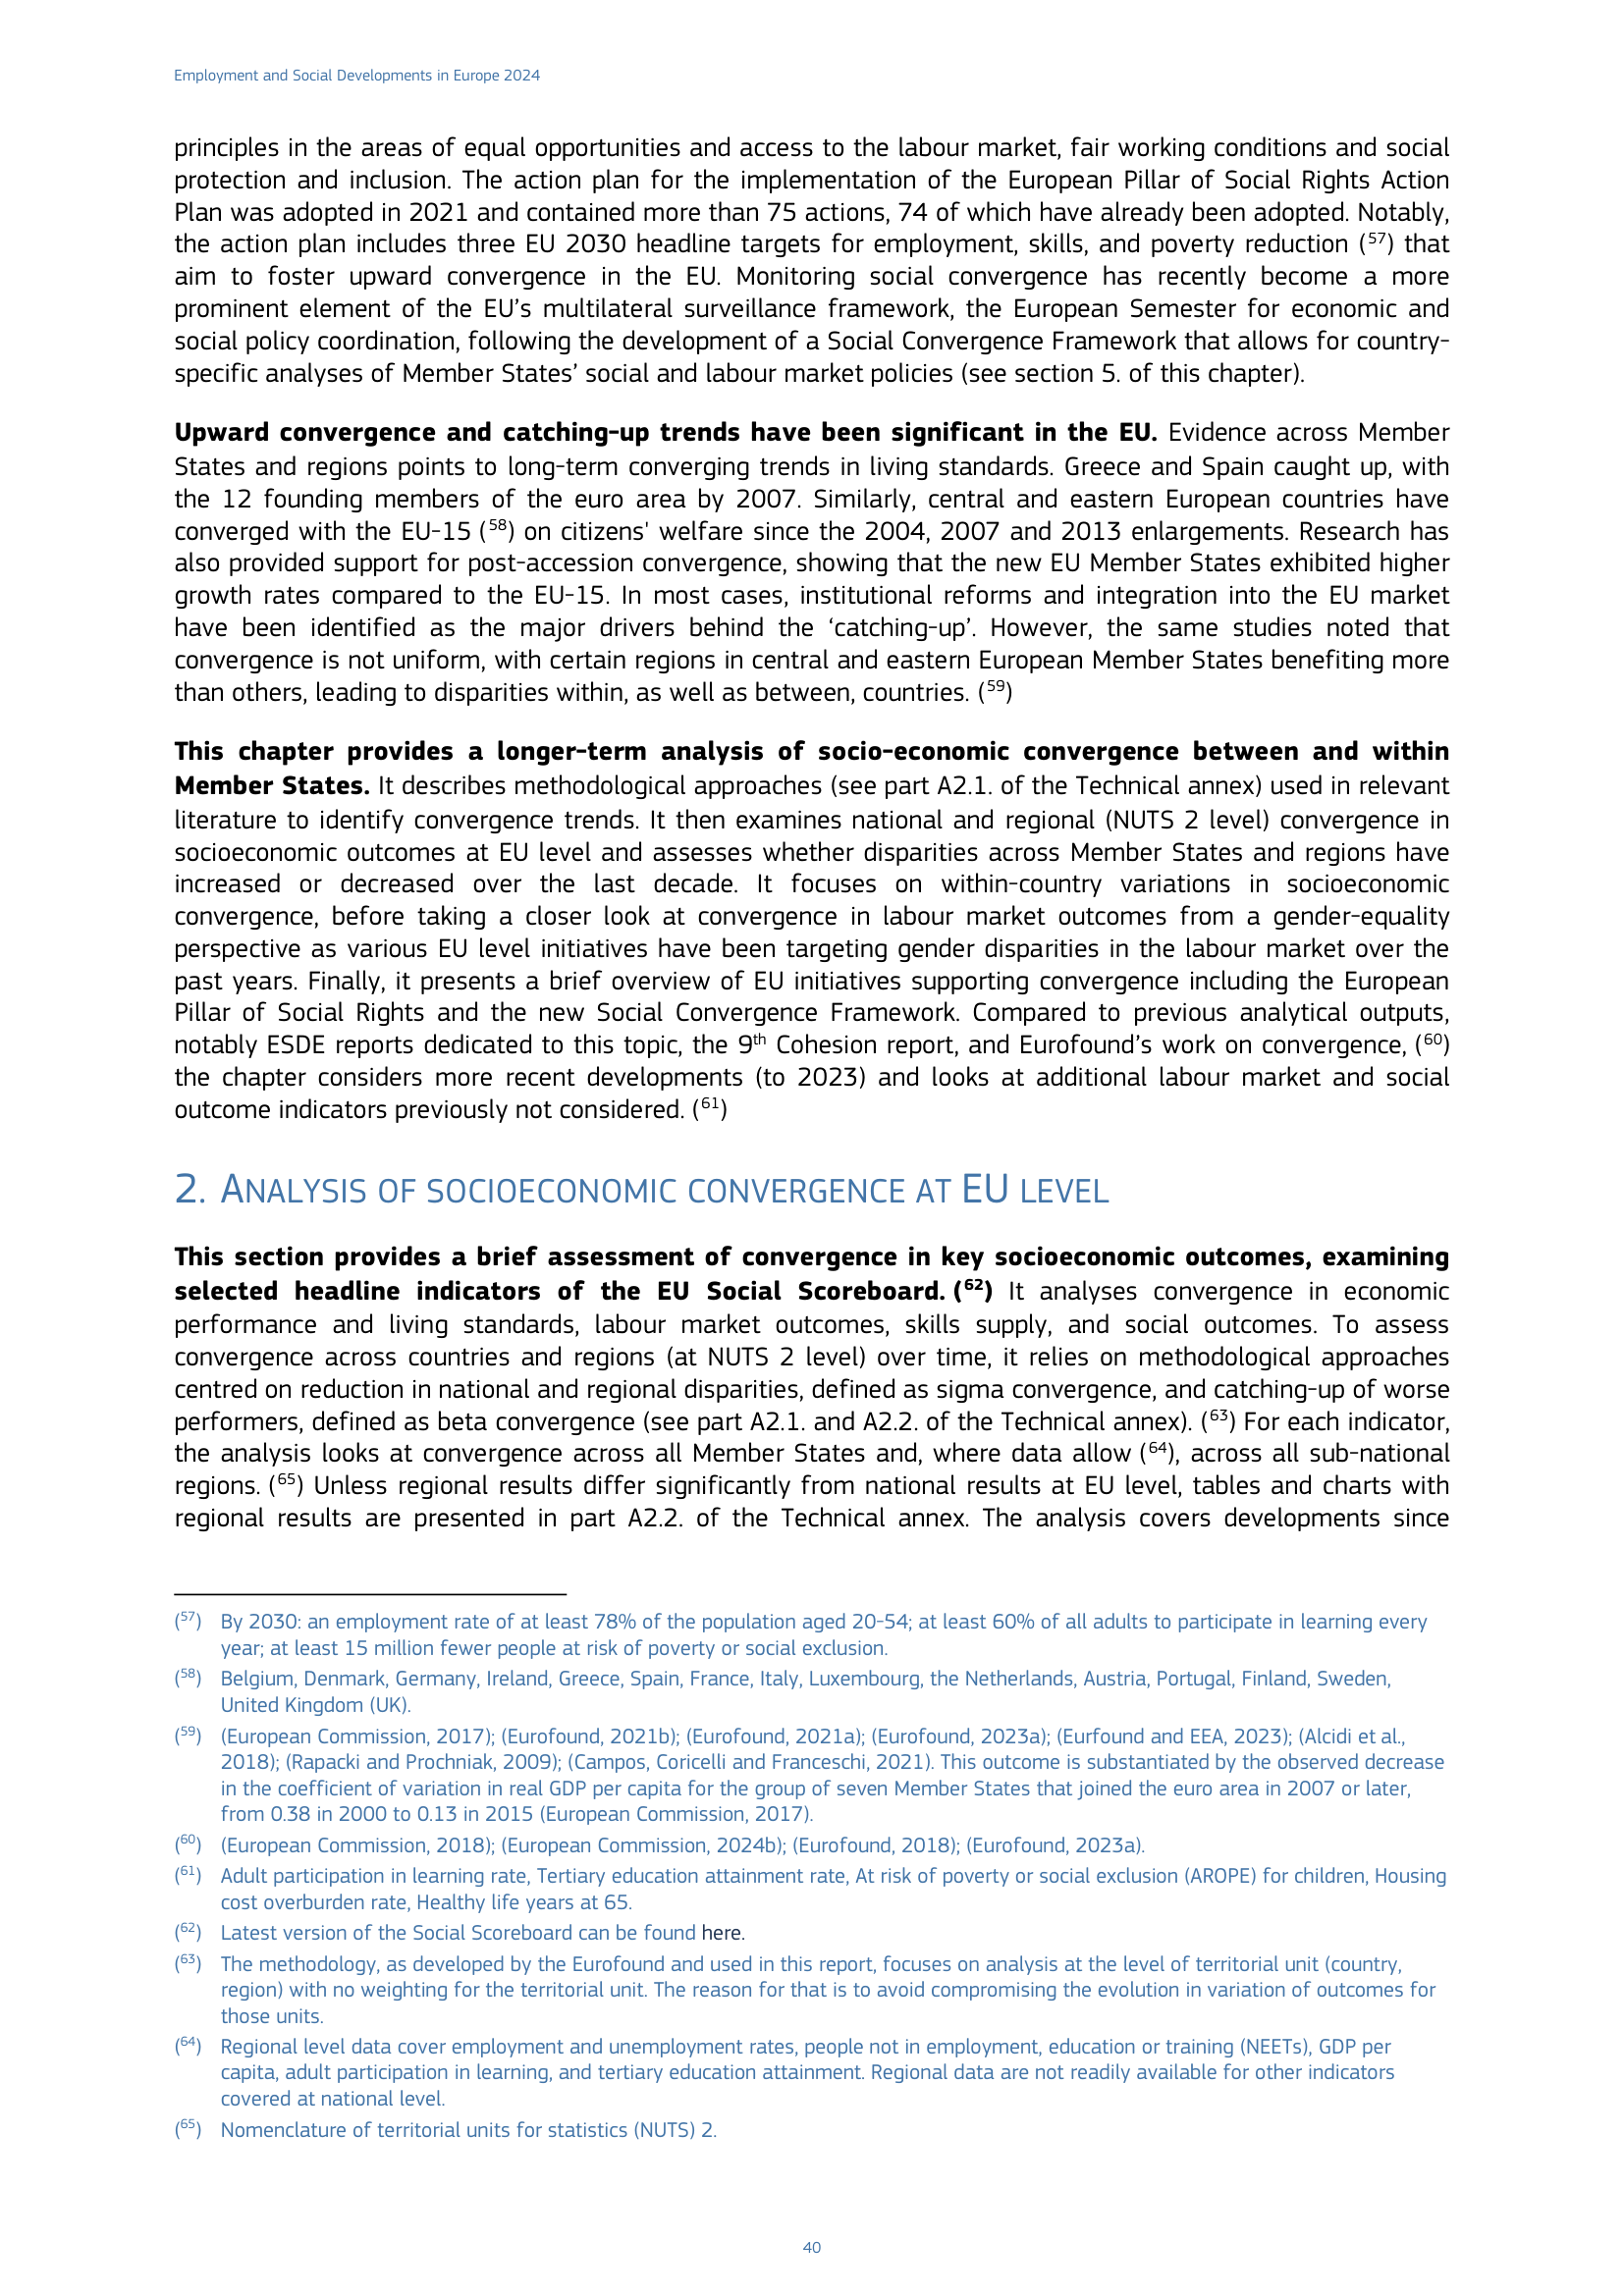 Employment and Social Developments in Europe 2024
principles in the areas of equal opportunities and access to the labour market, fair working conditions and social
protection and inclusion. The action plan for the implementation of the European Pillar of Social Rights Action
Plan was adopted in 2021 and contained more than 75 actions, 74 of which have already been adopted. Notably,
the action plan includes three EU 2030 headline targets for employment, skills, and poverty reduction (57) that
aim to foster upward convergence in the EU. Monitoring social convergence has recently become a more
prominent element of the EU’s multilateral surveillance framework, the European Semester for economic and
social policy coordination, following the development of a Social Convergence Framework that allows for country-
specific analyses of Member States’ social and labour market policies (see section 5. of this chapter).
Upward convergence and catching-up trends have been significant in the EU. Evidence across Member
States and regions points to long-term converging trends in living standards. Greece and Spain caught up, with
the 12 founding members of the euro area by 2007. Similarly, central and eastern European countries have
converged with the EU-15 (58) on citizens' welfare since the 2004, 2007 and 2013 enlargements. Research has
also provided support for post-accession convergence, showing that the new EU Member States exhibited higher
growth rates compared to the EU-15. In most cases, institutional reforms and integration into the EU market
have been identified as the major drivers behind the ‘catching-up’. However, the same studies noted that
convergence is not uniform, with certain regions in central and eastern European Member States benefiting more
than others, leading to disparities within, as well as between, countries. (59)
This chapter provides a longer-term analysis of socio-economic convergence between and within
Member States. It describes methodological approaches (see part A2.1. of the Technical annex) used in relevant
literature to identify convergence trends. It then examines national and regional (NUTS 2 level) convergence in
socioeconomic outcomes at EU level and assesses whether disparities across Member States and regions have
increased or decreased over the last decade. It focuses on within-country variations in socioeconomic
convergence, before taking a closer look at convergence in labour market outcomes from a gender-equality
perspective as various EU level initiatives have been targeting gender disparities in the labour market over the
past years. Finally, it presents a brief overview of EU initiatives supporting convergence including the European
Pillar of Social Rights and the new Social Convergence Framework. Compared to previous analytical outputs,
notably ESDE reports dedicated to this topic, the 9th Cohesion report, and Eurofound’s work on convergence, (60)
the chapter considers more recent developments (to 2023) and looks at additional labour market and social
outcome indicators previously not considered. (61)
2. ANALYSIS OF SOCIOECONOMIC CONVERGENCE AT EU LEVEL
This section provides a brief assessment of convergence in key socioeconomic outcomes, examining
selected headline indicators of the EU Social Scoreboard. (62) It analyses convergence in economic
performance and living standards, labour market outcomes, skills supply, and social outcomes. To assess
convergence across countries and regions (at NUTS 2 level) over time, it relies on methodological approaches
centred on reduction in national and regional disparities, defined as sigma convergence, and catching-up of worse
performers, defined as beta convergence (see part A2.1. and A2.2. of the Technical annex). (63) For each indicator,
the analysis looks at convergence across all Member States and, where data allow (64), across all sub-national
regions. (65) Unless regional results differ significantly from national results at EU level, tables and charts with
regional results are presented in part A2.2. of the Technical annex. The analysis covers developments since
(57) By 2030: an employment rate of at least 78% of the population aged 20-54; at least 60% of all adults to participate in learning every
year; at least 15 million fewer people at risk of poverty or social exclusion.
(58) Belgium, Denmark, Germany, Ireland, Greece, Spain, France, Italy, Luxembourg, the Netherlands, Austria, Portugal, Finland, Sweden,
United Kingdom (UK).
(59) (European Commission, 2017); (Eurofound, 2021b); (Eurofound, 2021a); (Eurofound, 2023a); (Eurfound and EEA, 2023); (Alcidi et al.,
2018); (Rapacki and Prochniak, 2009); (Campos, Coricelli and Franceschi, 2021). This outcome is substantiated by the observed decrease
in the coefficient of variation in real GDP per capita for the group of seven Member States that joined the euro area in 2007 or later,
from 0.38 in 2000 to 0.13 in 2015 (European Commission, 2017).
(60) (European Commission, 2018); (European Commission, 2024b); (Eurofound, 2018); (Eurofound, 2023a).
(61) Adult participation in learning rate, Tertiary education attainment rate, At risk of poverty or social exclusion (AROPE) for children, Housing
cost overburden rate, Healthy life years at 65.
(62) Latest version of the Social Scoreboard can be found here.
(63) The methodology, as developed by the Eurofound and used in this report, focuses on analysis at the level of territorial unit (country,
region) with no weighting for the territorial unit. The reason for that is to avoid compromising the evolution in variation of outcomes for
those units.
(64) Regional level data cover employment and unemployment rates, people not in employment, education or training (NEETs), GDP per
capita, adult participation in learning, and tertiary education attainment. Regional data are not readily available for other indicators
covered at national level.
(65) Nomenclature of territorial units for statistics (NUTS) 2.
40